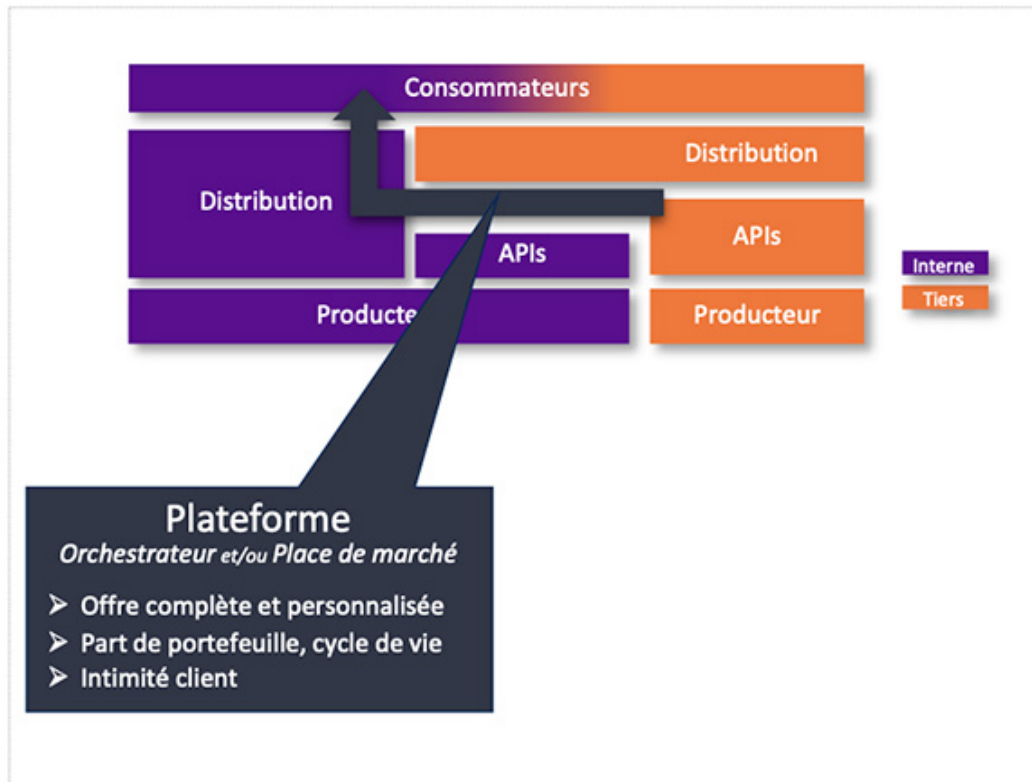 Consommateurs
Distribution
Distribution
APIs
APIs
Producte
Producteur
Interne
Tiers
Plateforme
Orchestrateur et/ou Place de marché
➢ Offre complète et personnalisée
➢ Part de portefeuille, cycle de vie
➢ Intimité client